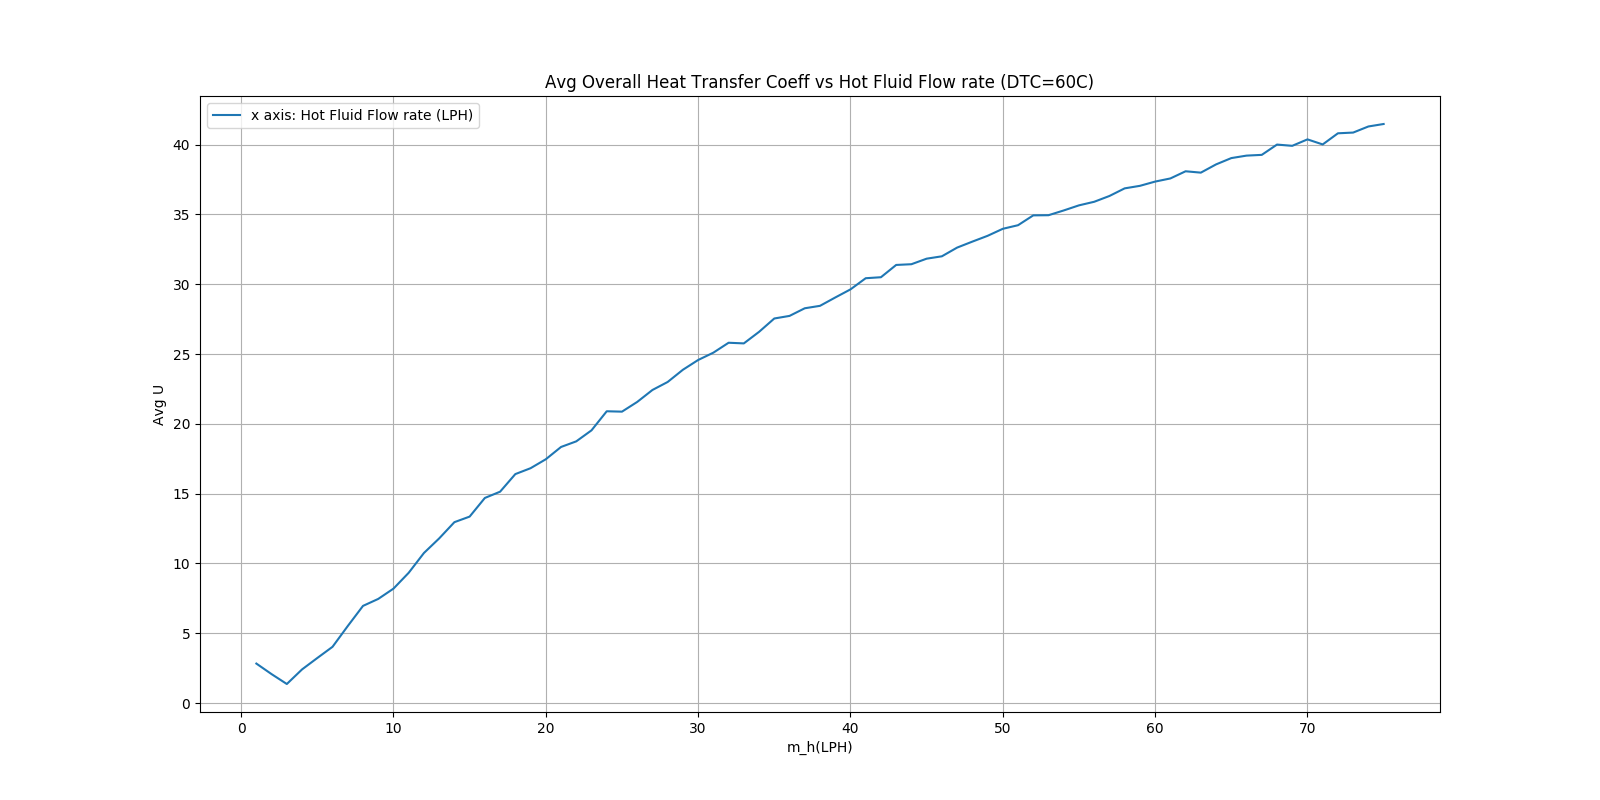 Avg Overall Heat Transfer Coeff vs Hot Fluid Flow rate (DTC=60C)
x axis: Hot Fluid Flow rate (LPH)
40
35
30
25
20
15
10
5
0
Avg U
0 10 20 30 40 50 60 70
m_h(LPH)